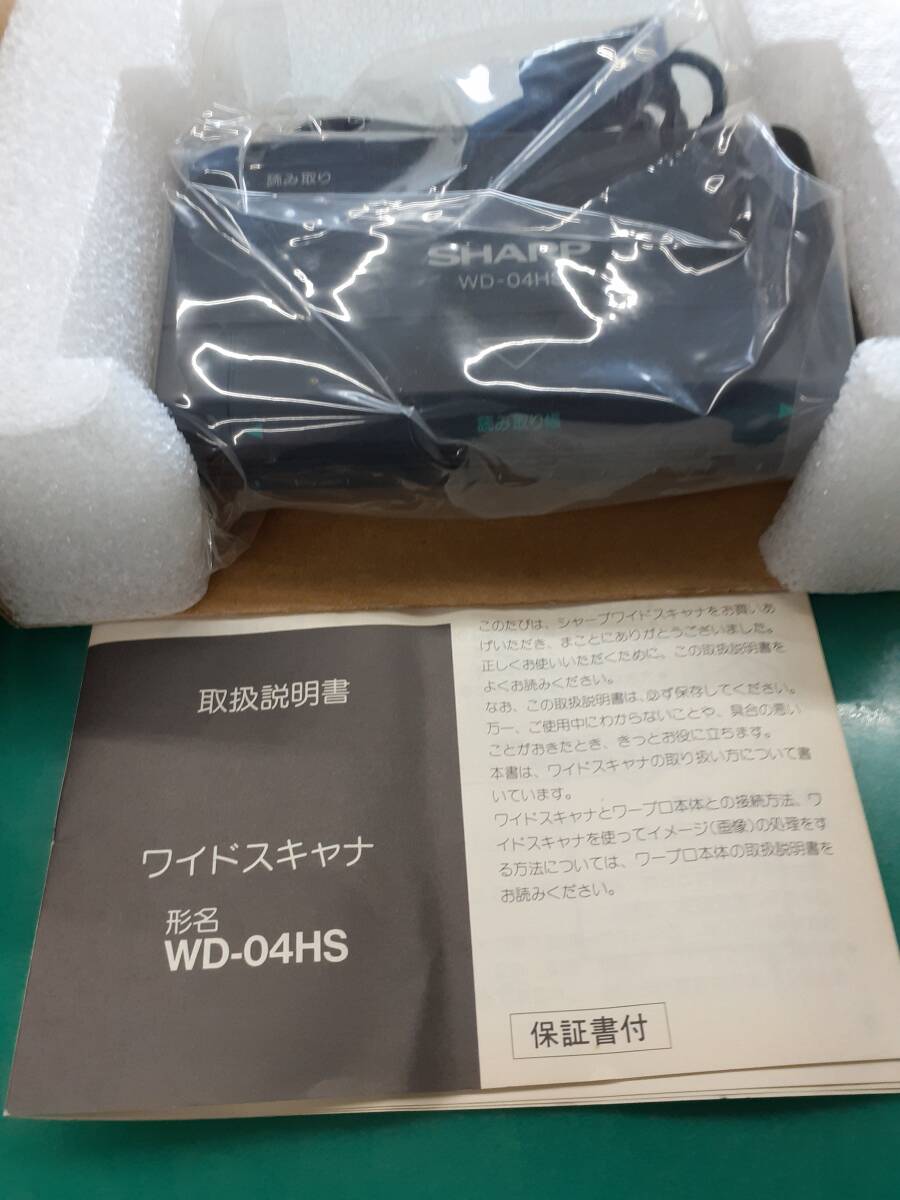 読み取り
SHARP
WD-04HS
読み取り幅
取扱説明書
ワイドスキャナ
形名
WD-04HS
このたびは、シャープワイドスキャナをお買いあ
げいただき、まことにありがとうございました。
正しくお使いいただくために、この取扱説明書を
よくお読みください。
なお、この取扱説明書は、必ず保存してください。
万一、ご使用中にわからないことや、具合の悪い
ことがおきたとき、きっとお役に立ちます。
本書は、ワイドスキャナの取り扱い方について書
いています。
ワイドスキャナとワープロ本体との接続方法、ワ
イドスキャナを使ってイメージ(画像)の処理をす
る方法については、ワープロ本体の取扱説明書を
お読みください。
保証書付